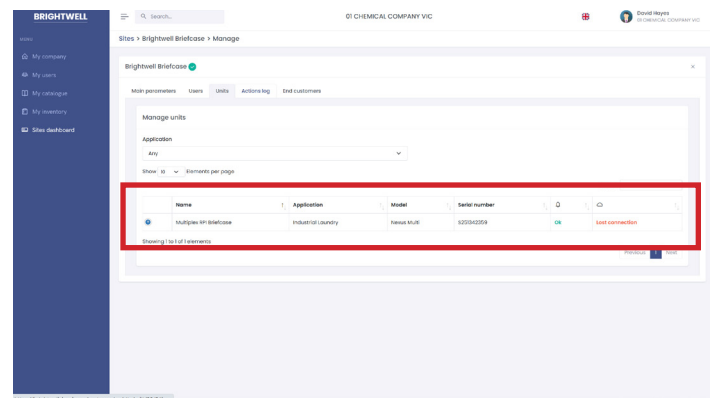 BRIGHTWELL
Search...
01 CHEMICAL COMPANY VIC
David Hayes
01 CHEMICAL COMPANY VIC
MENU
My company
My users
My catalogue
My inventory
Sites dashboard
Sites > Brightwell Briefcase > Manage
Brightwell Briefcase
×
Main parameters Users Units Actions log End customers
Manage units
Application
Any
Show 10 Elements per page
Name Application Model Serial number
Multiplex RPI Briefcase Industrial Laundry Nexus Multi Ok Lost connection
Showing 1 to 1 of 1 elements
Previous 1 Next